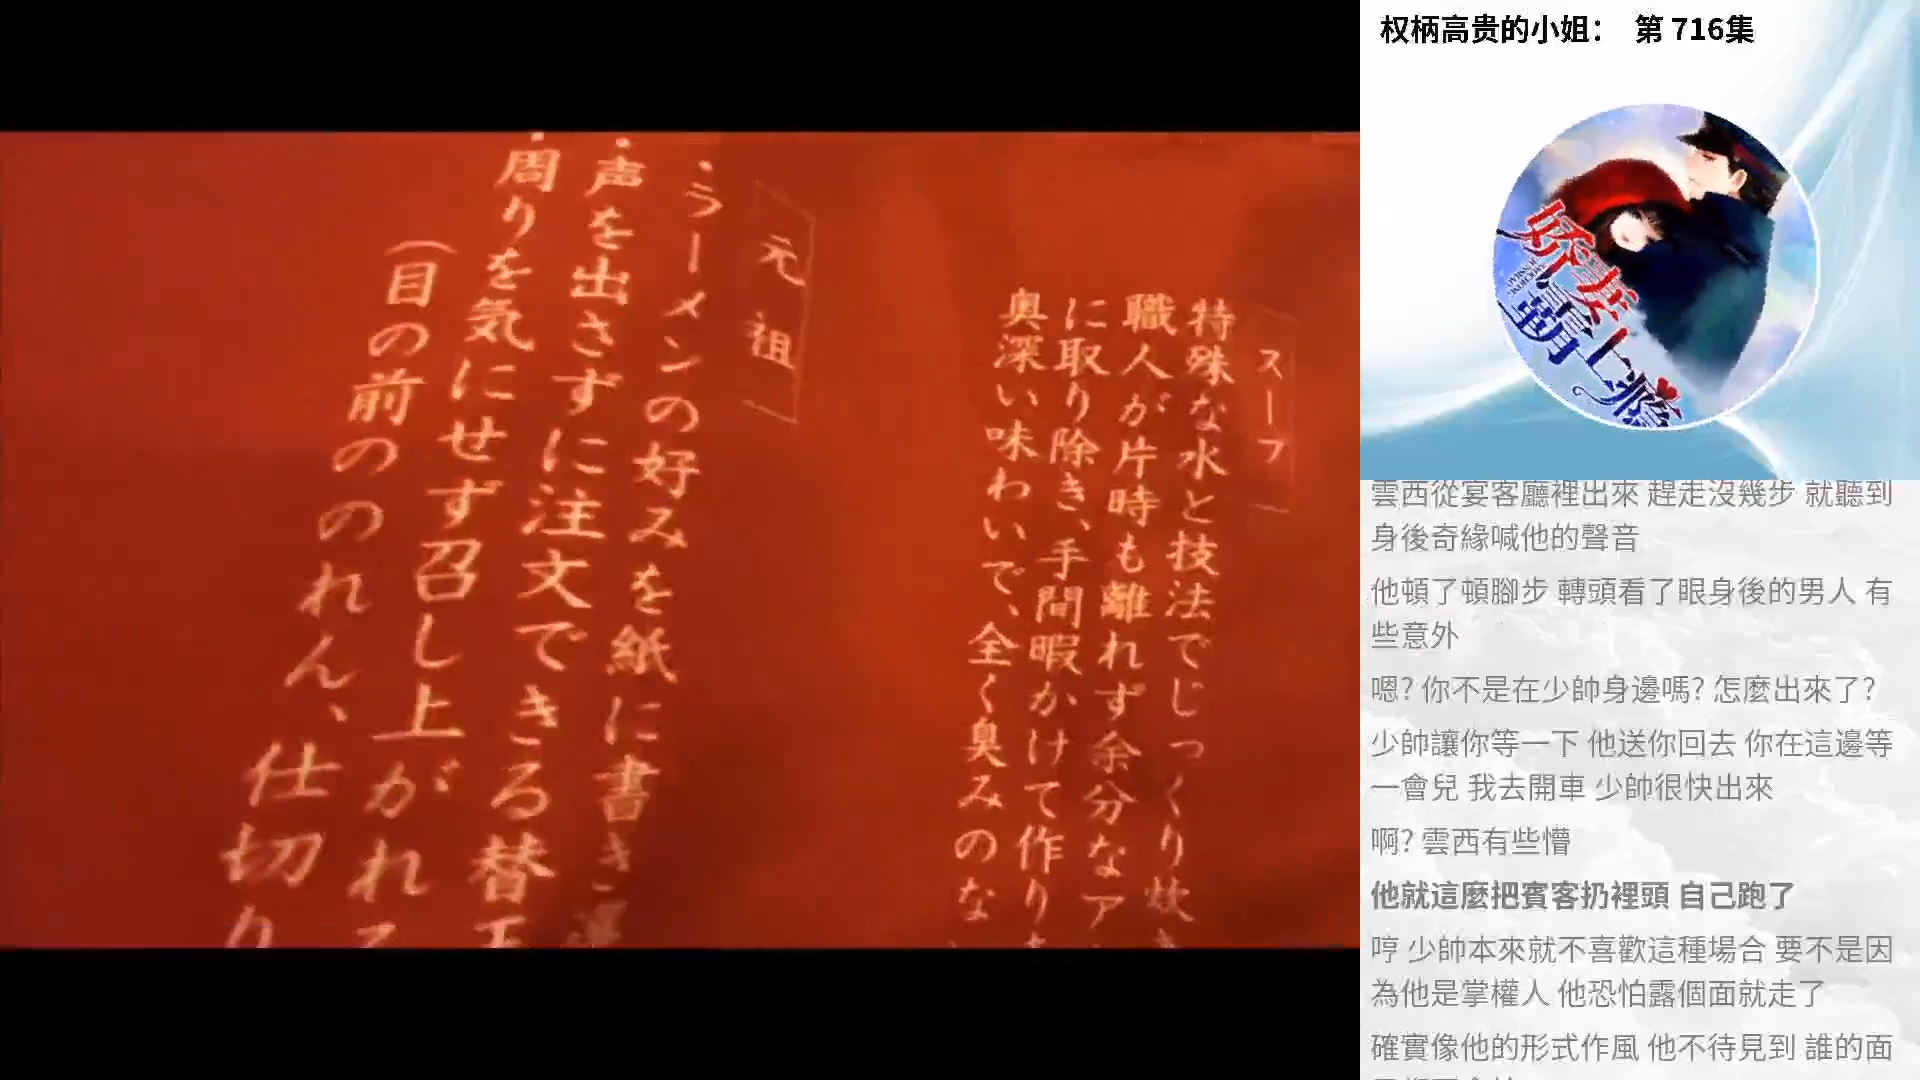 权柄高贵的小姐： 第 716集
娇妻
霸上瘾
雲西從宴客廳裡出來 趕走沒幾步 就聽到
身後奇緣喊他的聲音
他頓了頓腳步 轉頭看了眼身後的男人 有
些意外
嗯? 你不是在少帥身邊嗎? 怎麼出來了?
少帥讓你等一下 他送你回去 你在這邊等
一會兒 我去開車 少帥很快出來
啊? 雲西有些懵
他就這麼把賓客扔裡頭 自己跑了
哼 少帥本來就不喜歡這種場合 要不是因
為他是掌權人 他恐怕露個面就走了
確實像他的形式作風 他不待見到 誰的面
スープ
特殊な水と技法でじっくり炊き
職人が片時も離れず余分なア
に取り除き、手間暇かけて作り
奥深い味わいで、全く臭みのな
元祖
・ラーメンの好みを紙に書き
・声を出さずに注文できる替
・周りを気にせず召し上がれ
（目の前ののれん、仕切り